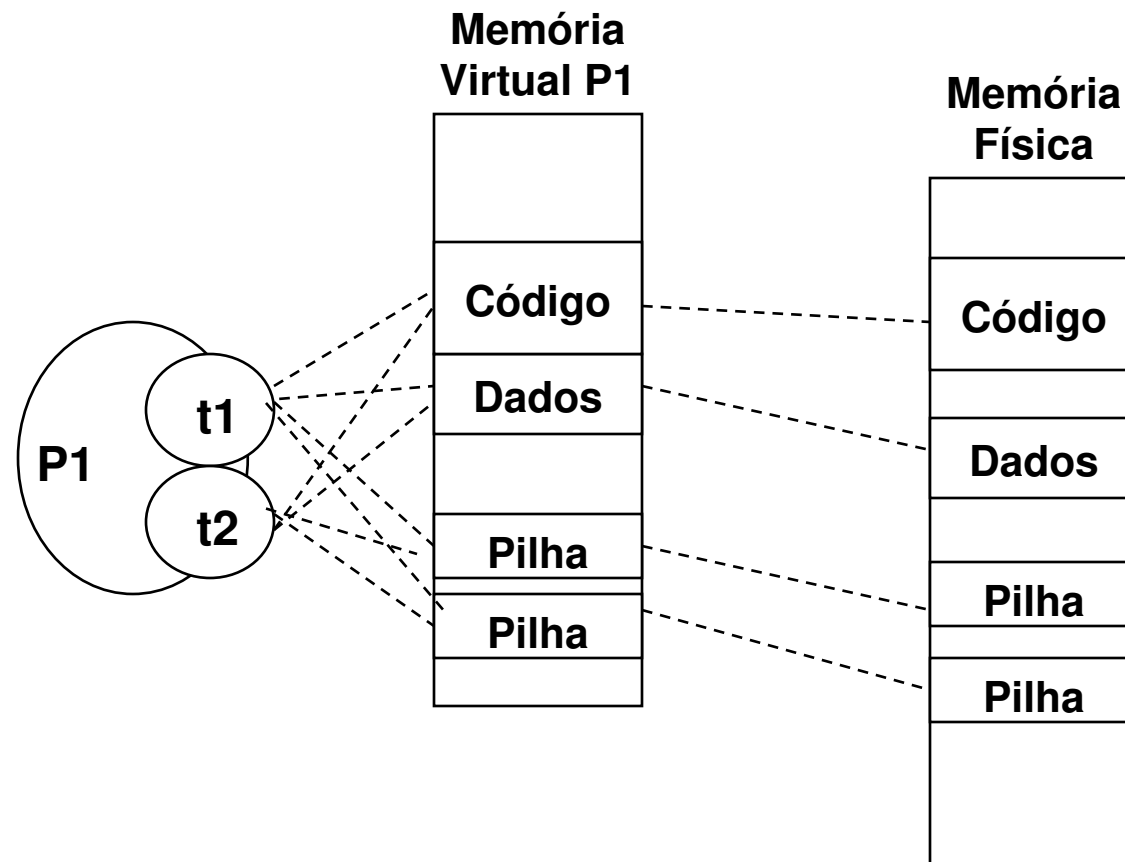 Memória
Virtual P1
Memória
Física
Código
Código
Dados
t1
P1
Dados
t2
Pilha
Pilha
Pilha
Pilha